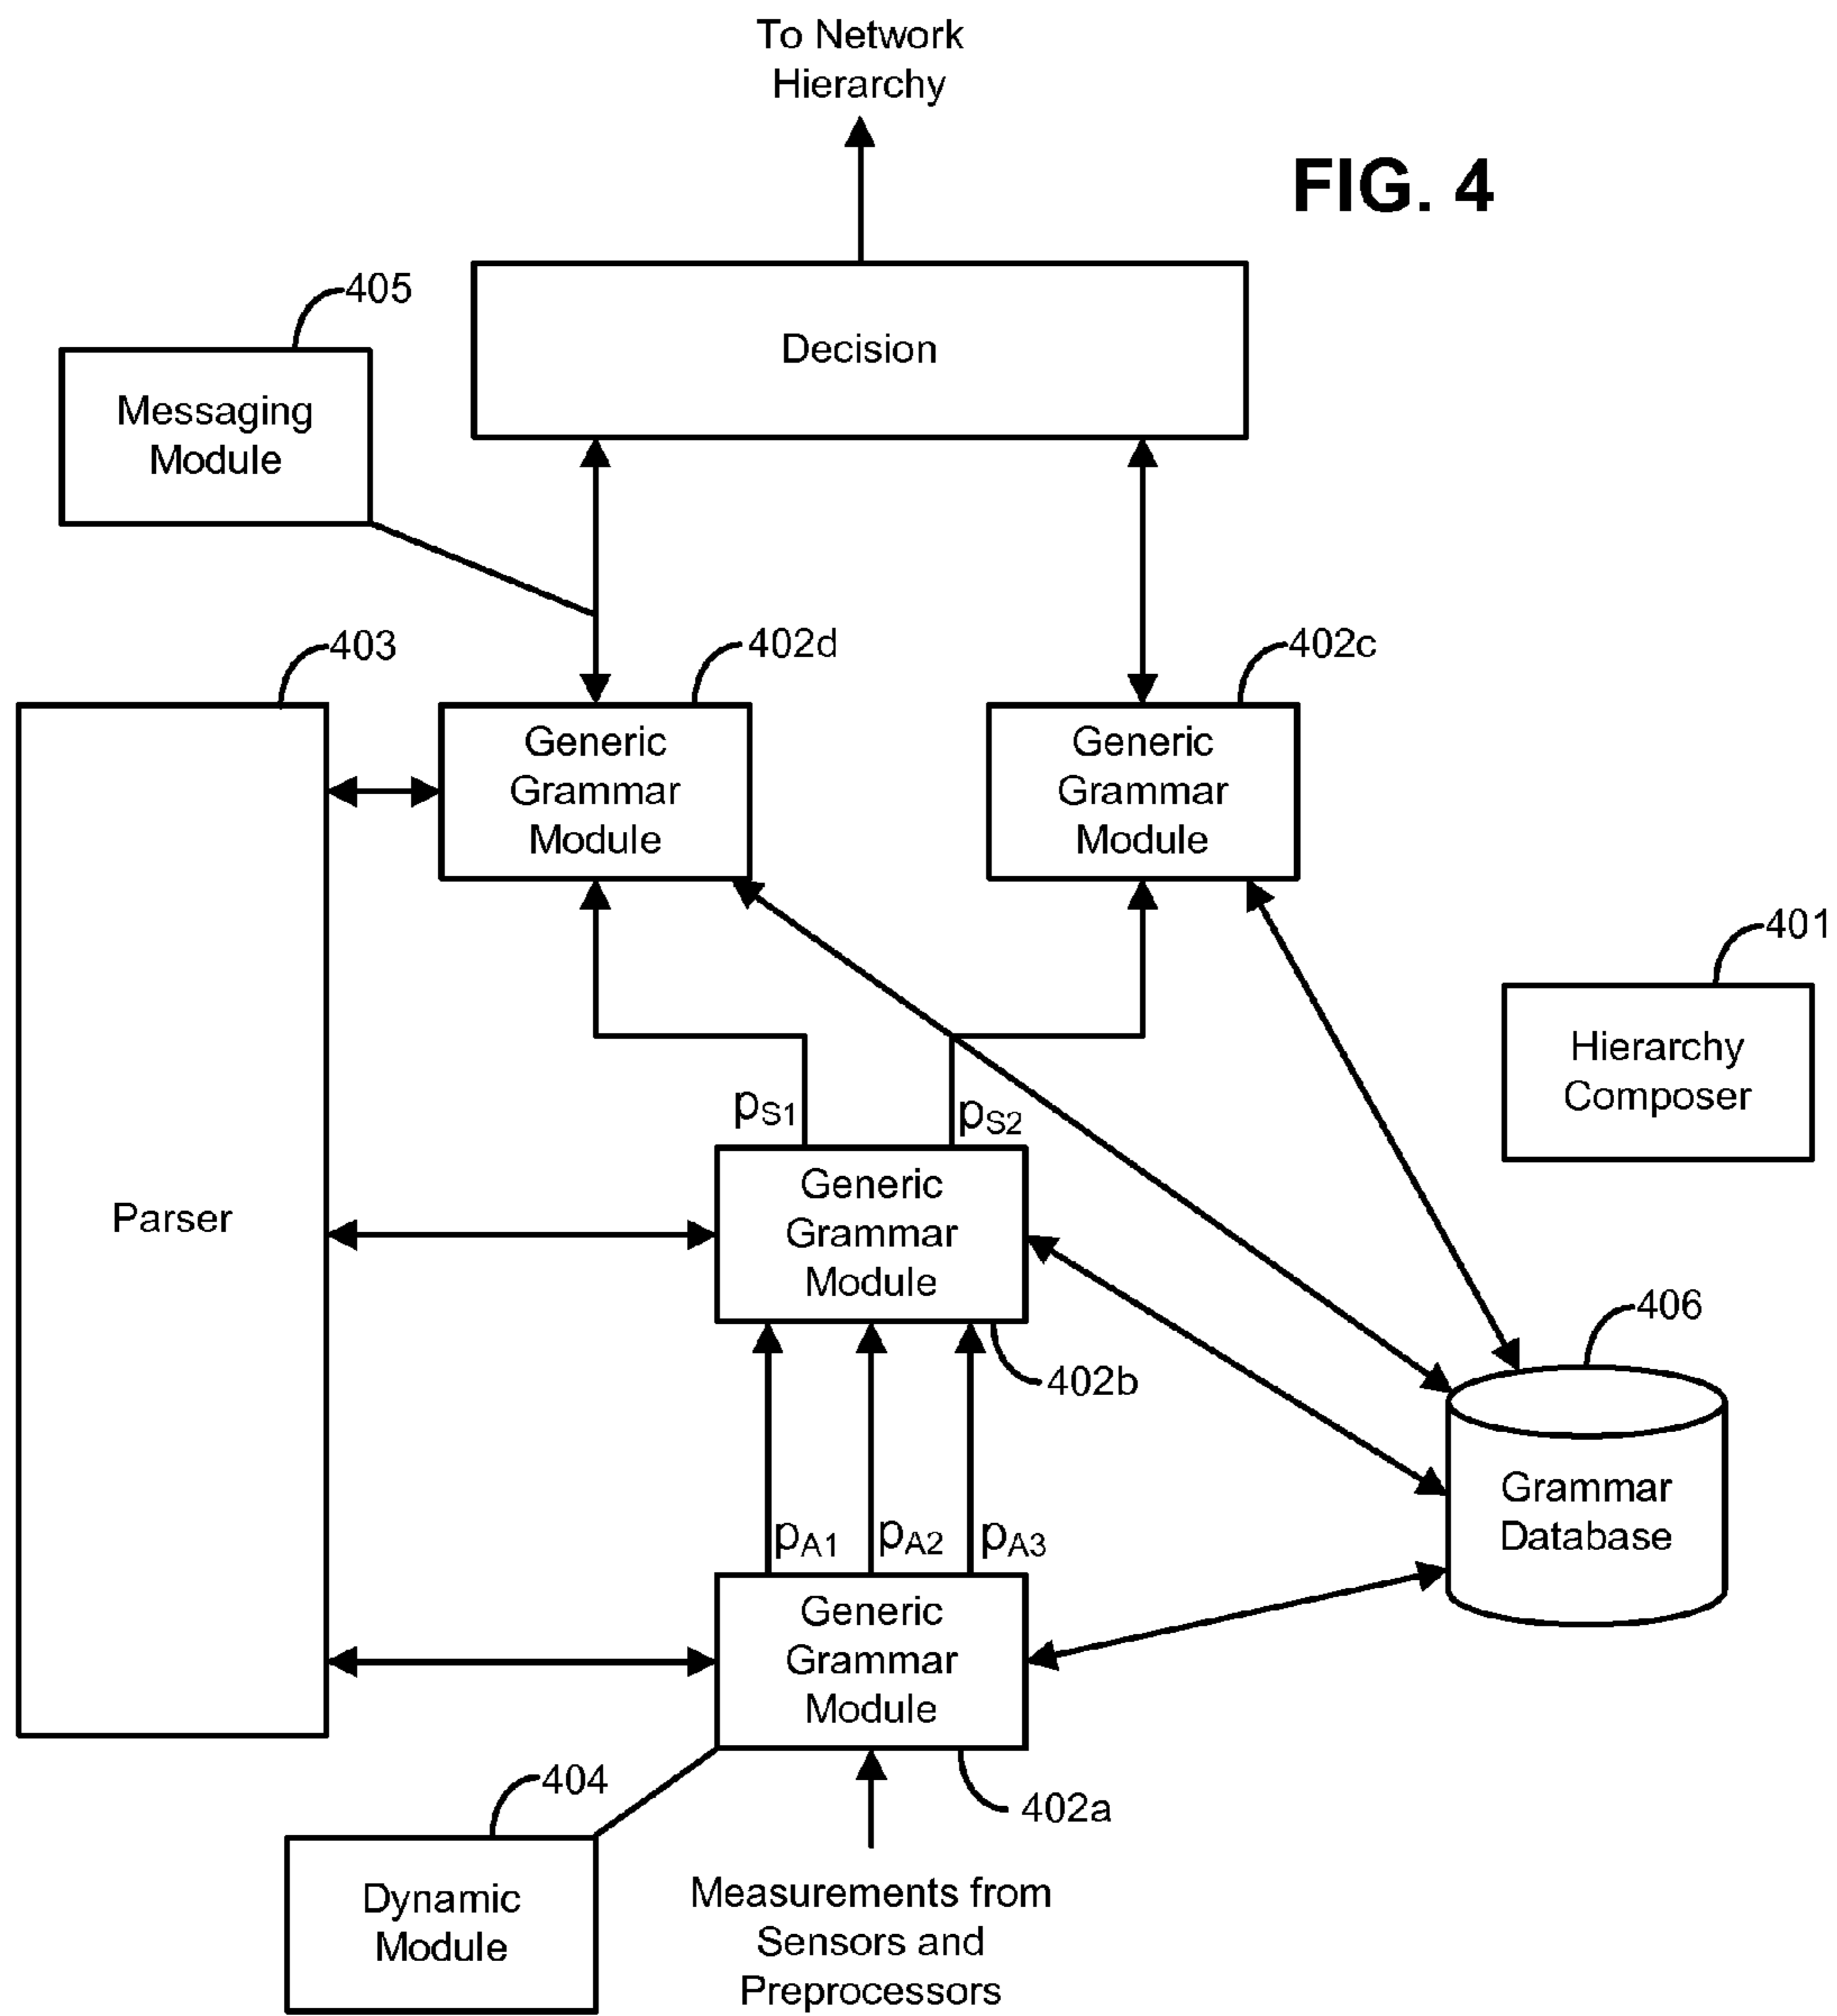 To Network
Hierarchy
FIG. 4
405
Decision
Messaging
Module
403
402d
402c
Generic
Grammar
Module
Generic
Grammar
Module
401
Hierarchy
Composer
pS1
pS2
Parser
Generic
Grammar
Module
406
402b
Grammar
Database
pA1
pA2
pA3
Generic
Grammar
Module
404
402a
Dynamic
Module
Measurements from
Sensors and
Preprocessors